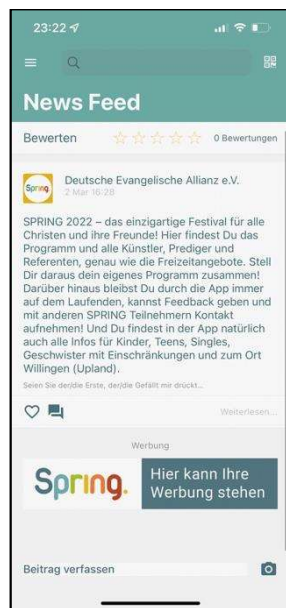 23:22
News Feed
Bewerten
0 Bewertungen
Spring
Deutsche Evangelische Allianz e.V.
2 Mar 16:28
SPRING 2022 – das einzigartige Festival für alle
Christen und ihre Freunde! Hier findest Du das
Programm und alle Künstler, Prediger und
Referenten, genau wie die Freizeitangebote. Stell
Dir daraus dein eigenes Programm zusammen!
Darüber hinaus bleibst Du durch die App immer
auf dem Laufenden, kannst Feedback geben und
mit anderen SPRING Teilnehmern Kontakt
aufnehmen! Und Du findest in der App natürlich
auch alle Infos für Kinder, Teens, Singles,
Geschwister mit Einschränkungen und zum Ort
Willingen (Upland).
Seien Sie der/die Erste, der/die Gefällt mir drückt...
Weiterlesen...
Werbung
Spring.
Hier kann Ihre
Werbung stehen
Beitrag verfassen